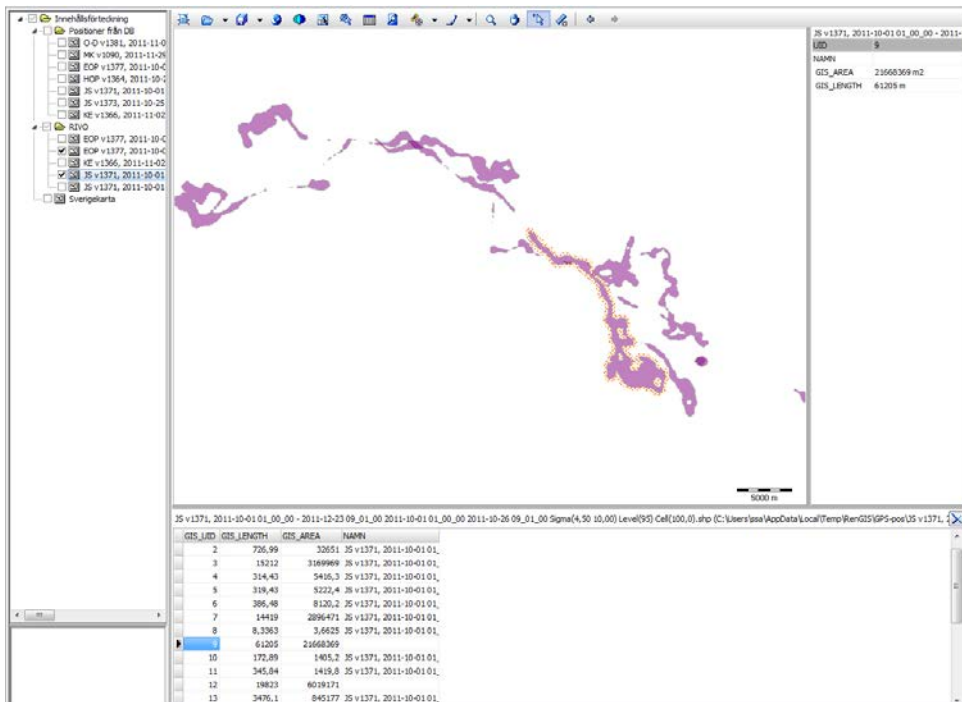 Innehållsförteckning
Positioner från DB
O-D v1381, 2011-11-0
MK v1090, 2011-11-29
EOP v1377, 2011-10-0
HOP v1364, 2011-10-2
JS v1371, 2011-10-01
JS v1373, 2011-10-25
KE v1366, 2011-11-02
RIVO
EOP v1377, 2011-10-0
EOP v1377, 2011-10-0
KE v1366, 2011-11-02
JS v1371, 2011-10-01
JS v1371, 2011-10-01
Sverigekarta
5000 m
JS v1371, 2011-10-01 01_00_00 - 2011-
UID 9
NAMN
GIS_AREA 21668369 m2
GIS_LENGTH 61205 m
JS v1371, 2011-10-01 01_00_00 - 2011-12-23 09_01_00 2011-10-01 01_00_00 2011-10-26 09_01_00 Sigma(4,50 10,00) Level(95) Cell(100,0).shp (C:\Users\ssa\AppData\Local\Temp\RenGIS\GPS-pos\JS v1371, 2
GIS_UID GIS_LENGTH GIS_AREA NAMN
2 726,99 32651 JS v1371, 2011-10-01 01_
3 15212 3169969 JS v1371, 2011-10-01 01_
4 314,43 5416,3 JS v1371, 2011-10-01 01_
5 319,43 5222,4 JS v1371, 2011-10-01 01_
6 386,48 8120,2 JS v1371, 2011-10-01 01_
7 14419 2896471 JS v1371, 2011-10-01 01_
8 8,3363 3,6625 JS v1371, 2011-10-01 01_
9 61205 21668369
10 172,89 1405,2 JS v1371, 2011-10-01 01_
11 345,84 1419,8 JS v1371, 2011-10-01 01_
12 19823 6019171
13 3476,1 845177 JS v1371, 2011-10-01 01_